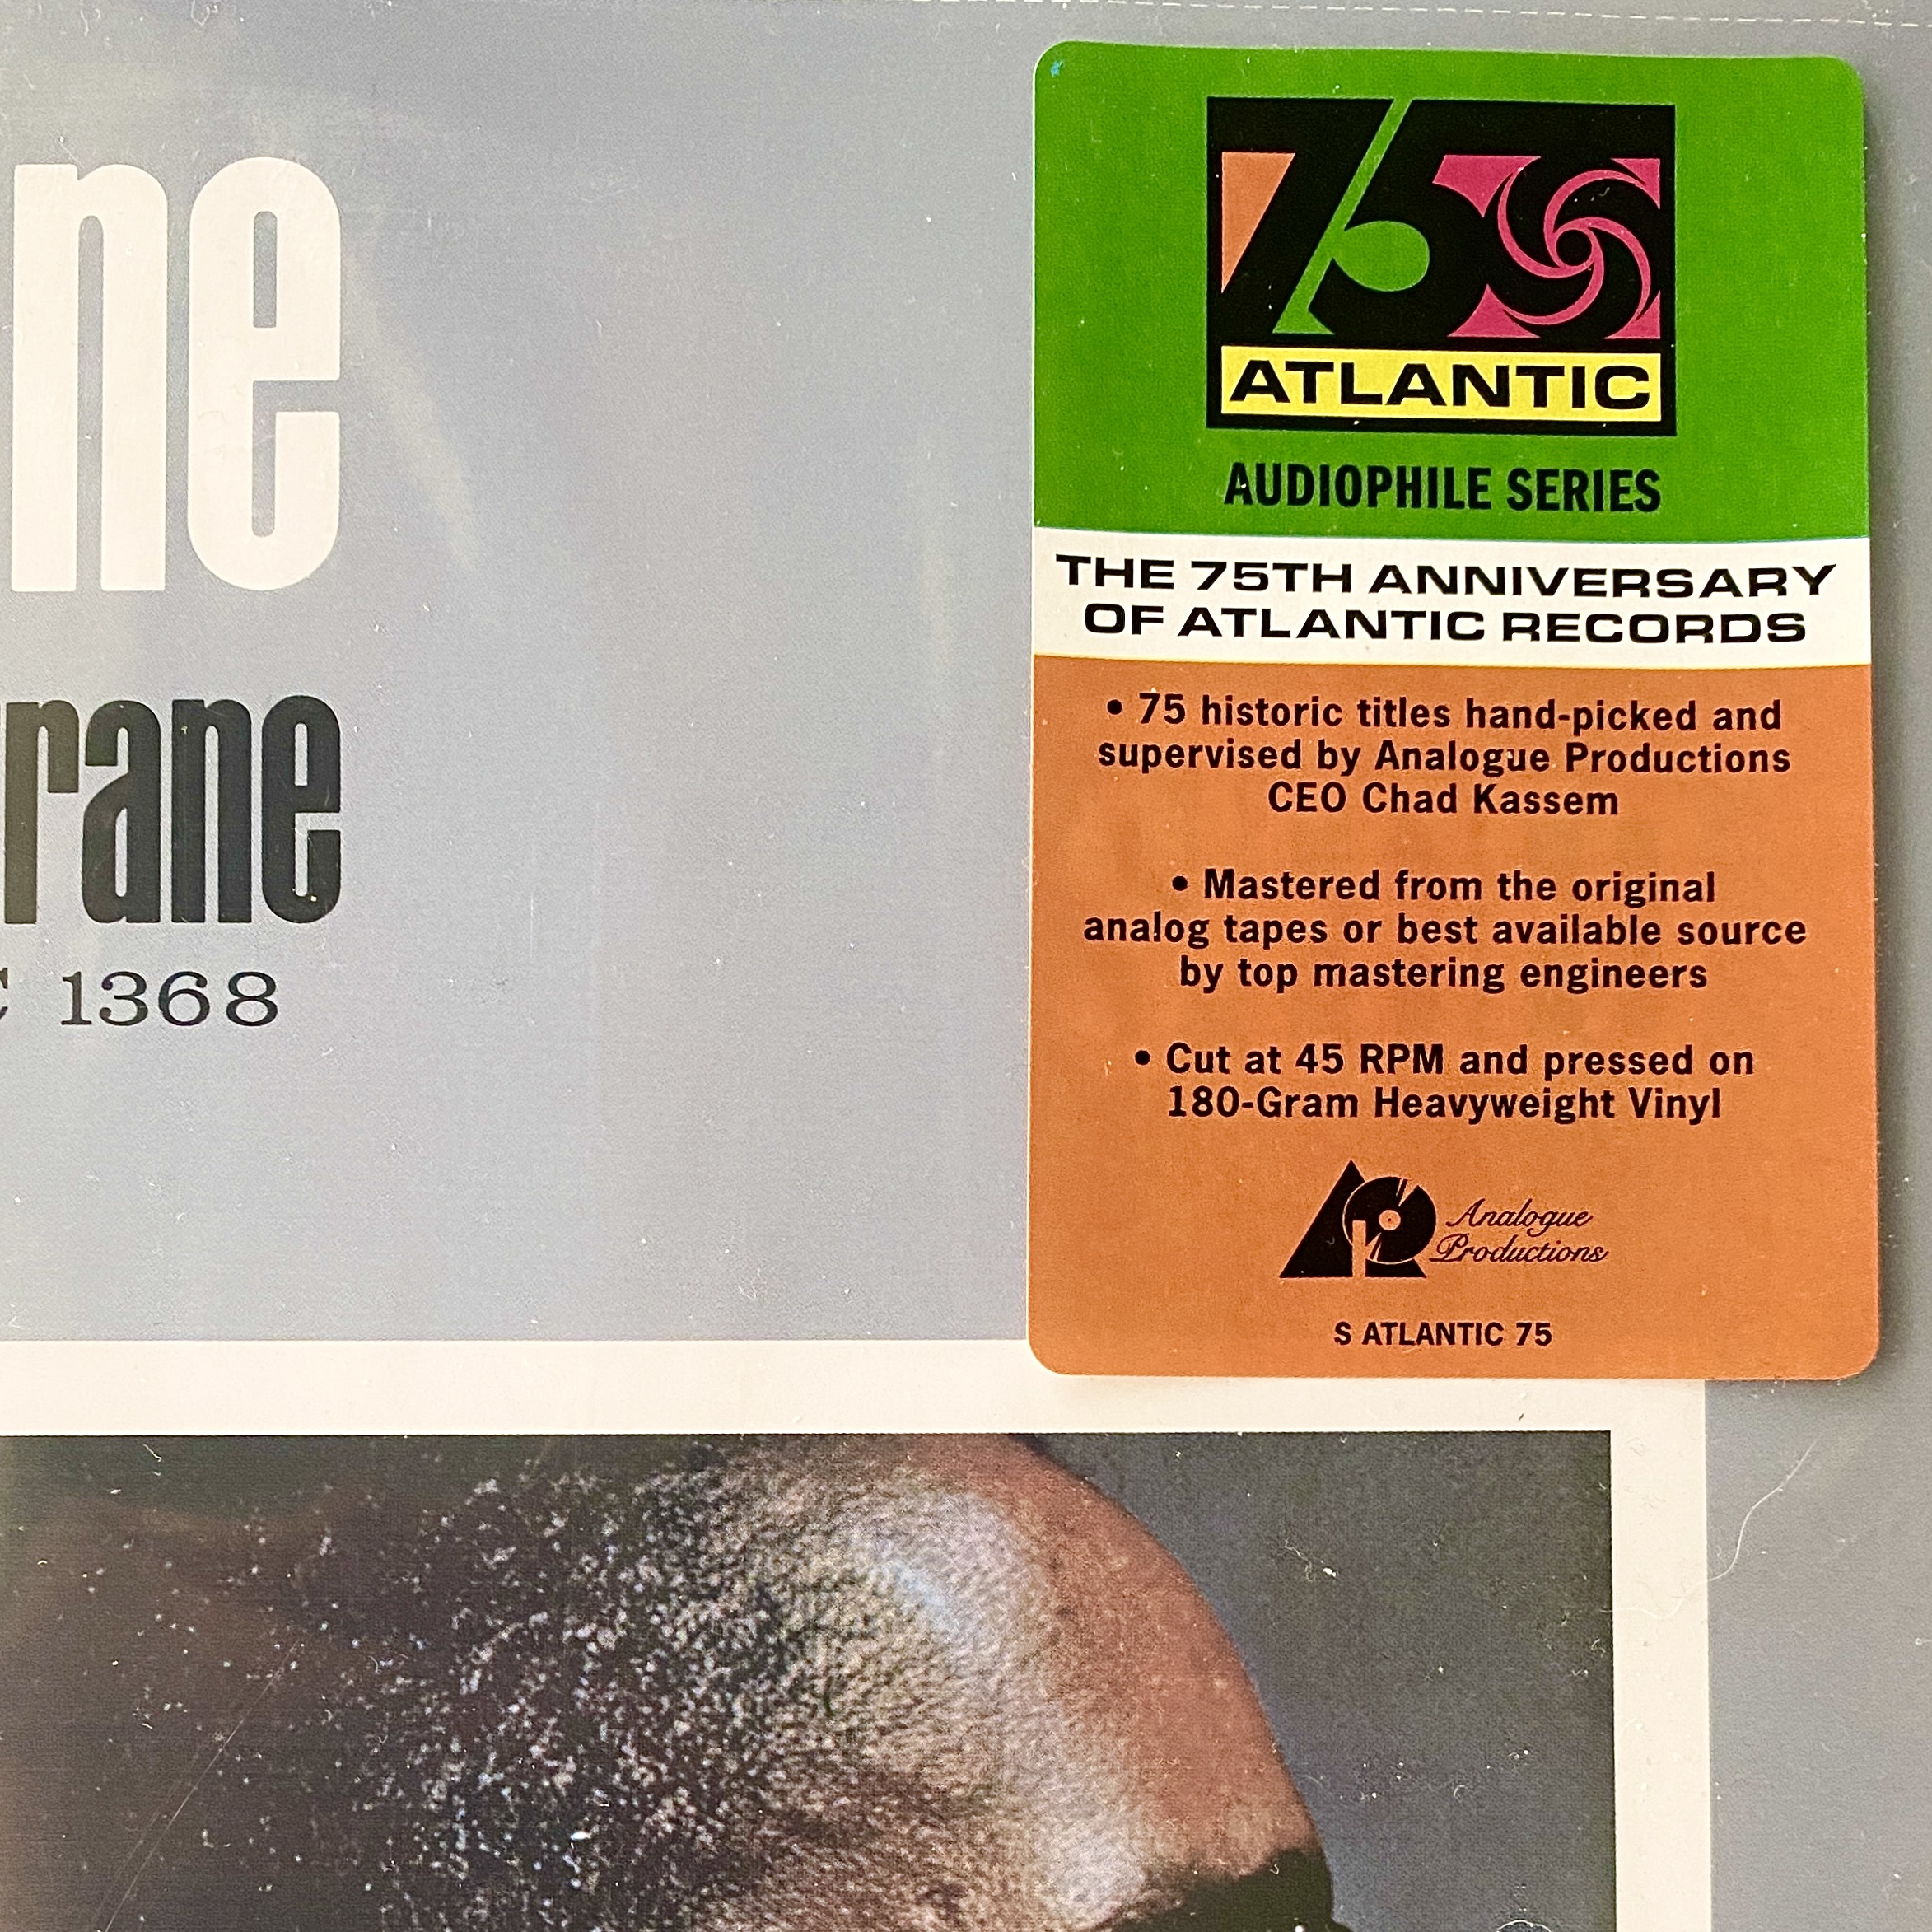 ne
rane
C 1368
75
ATLANTIC
AUDIOPHILE SERIES
THE 75TH ANNIVERSARY
OF ATLANTIC RECORDS
• 75 historic titles hand-picked and
supervised by Analogue Productions
CEO Chad Kassem
• Mastered from the original
analog tapes or best available source
by top mastering engineers
• Cut at 45 RPM and pressed on
180-Gram Heavyweight Vinyl
Analogue
Productions
S ATLANTIC 75